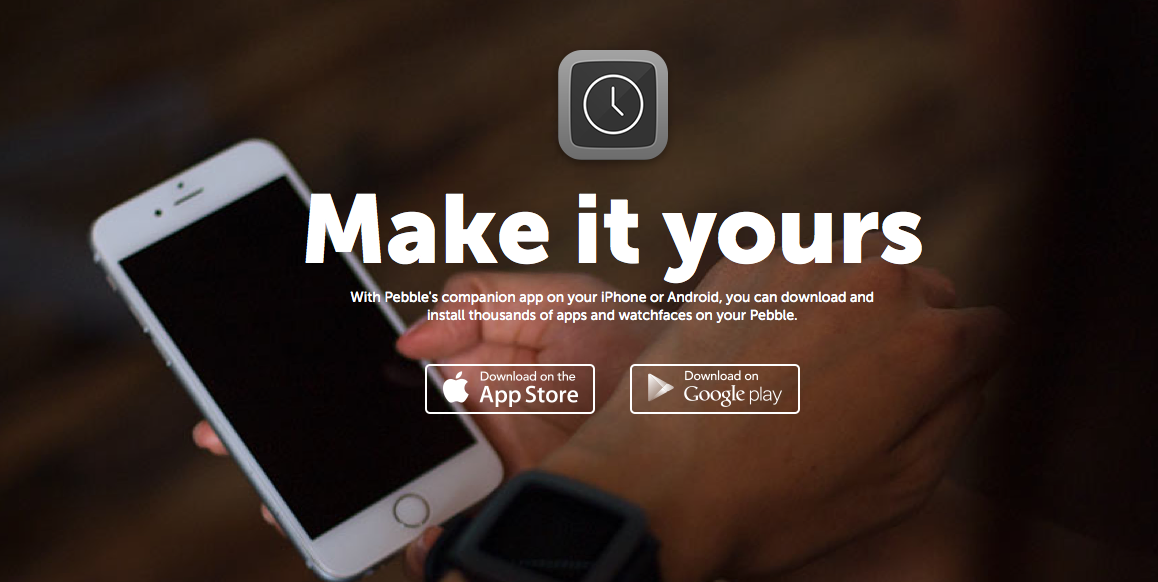 Make it yours
With Pebble's companion app on your iPhone or Android, you can download and
install thousands of apps and watchfaces on your Pebble.
Download on the
App Store
Download on
Google play